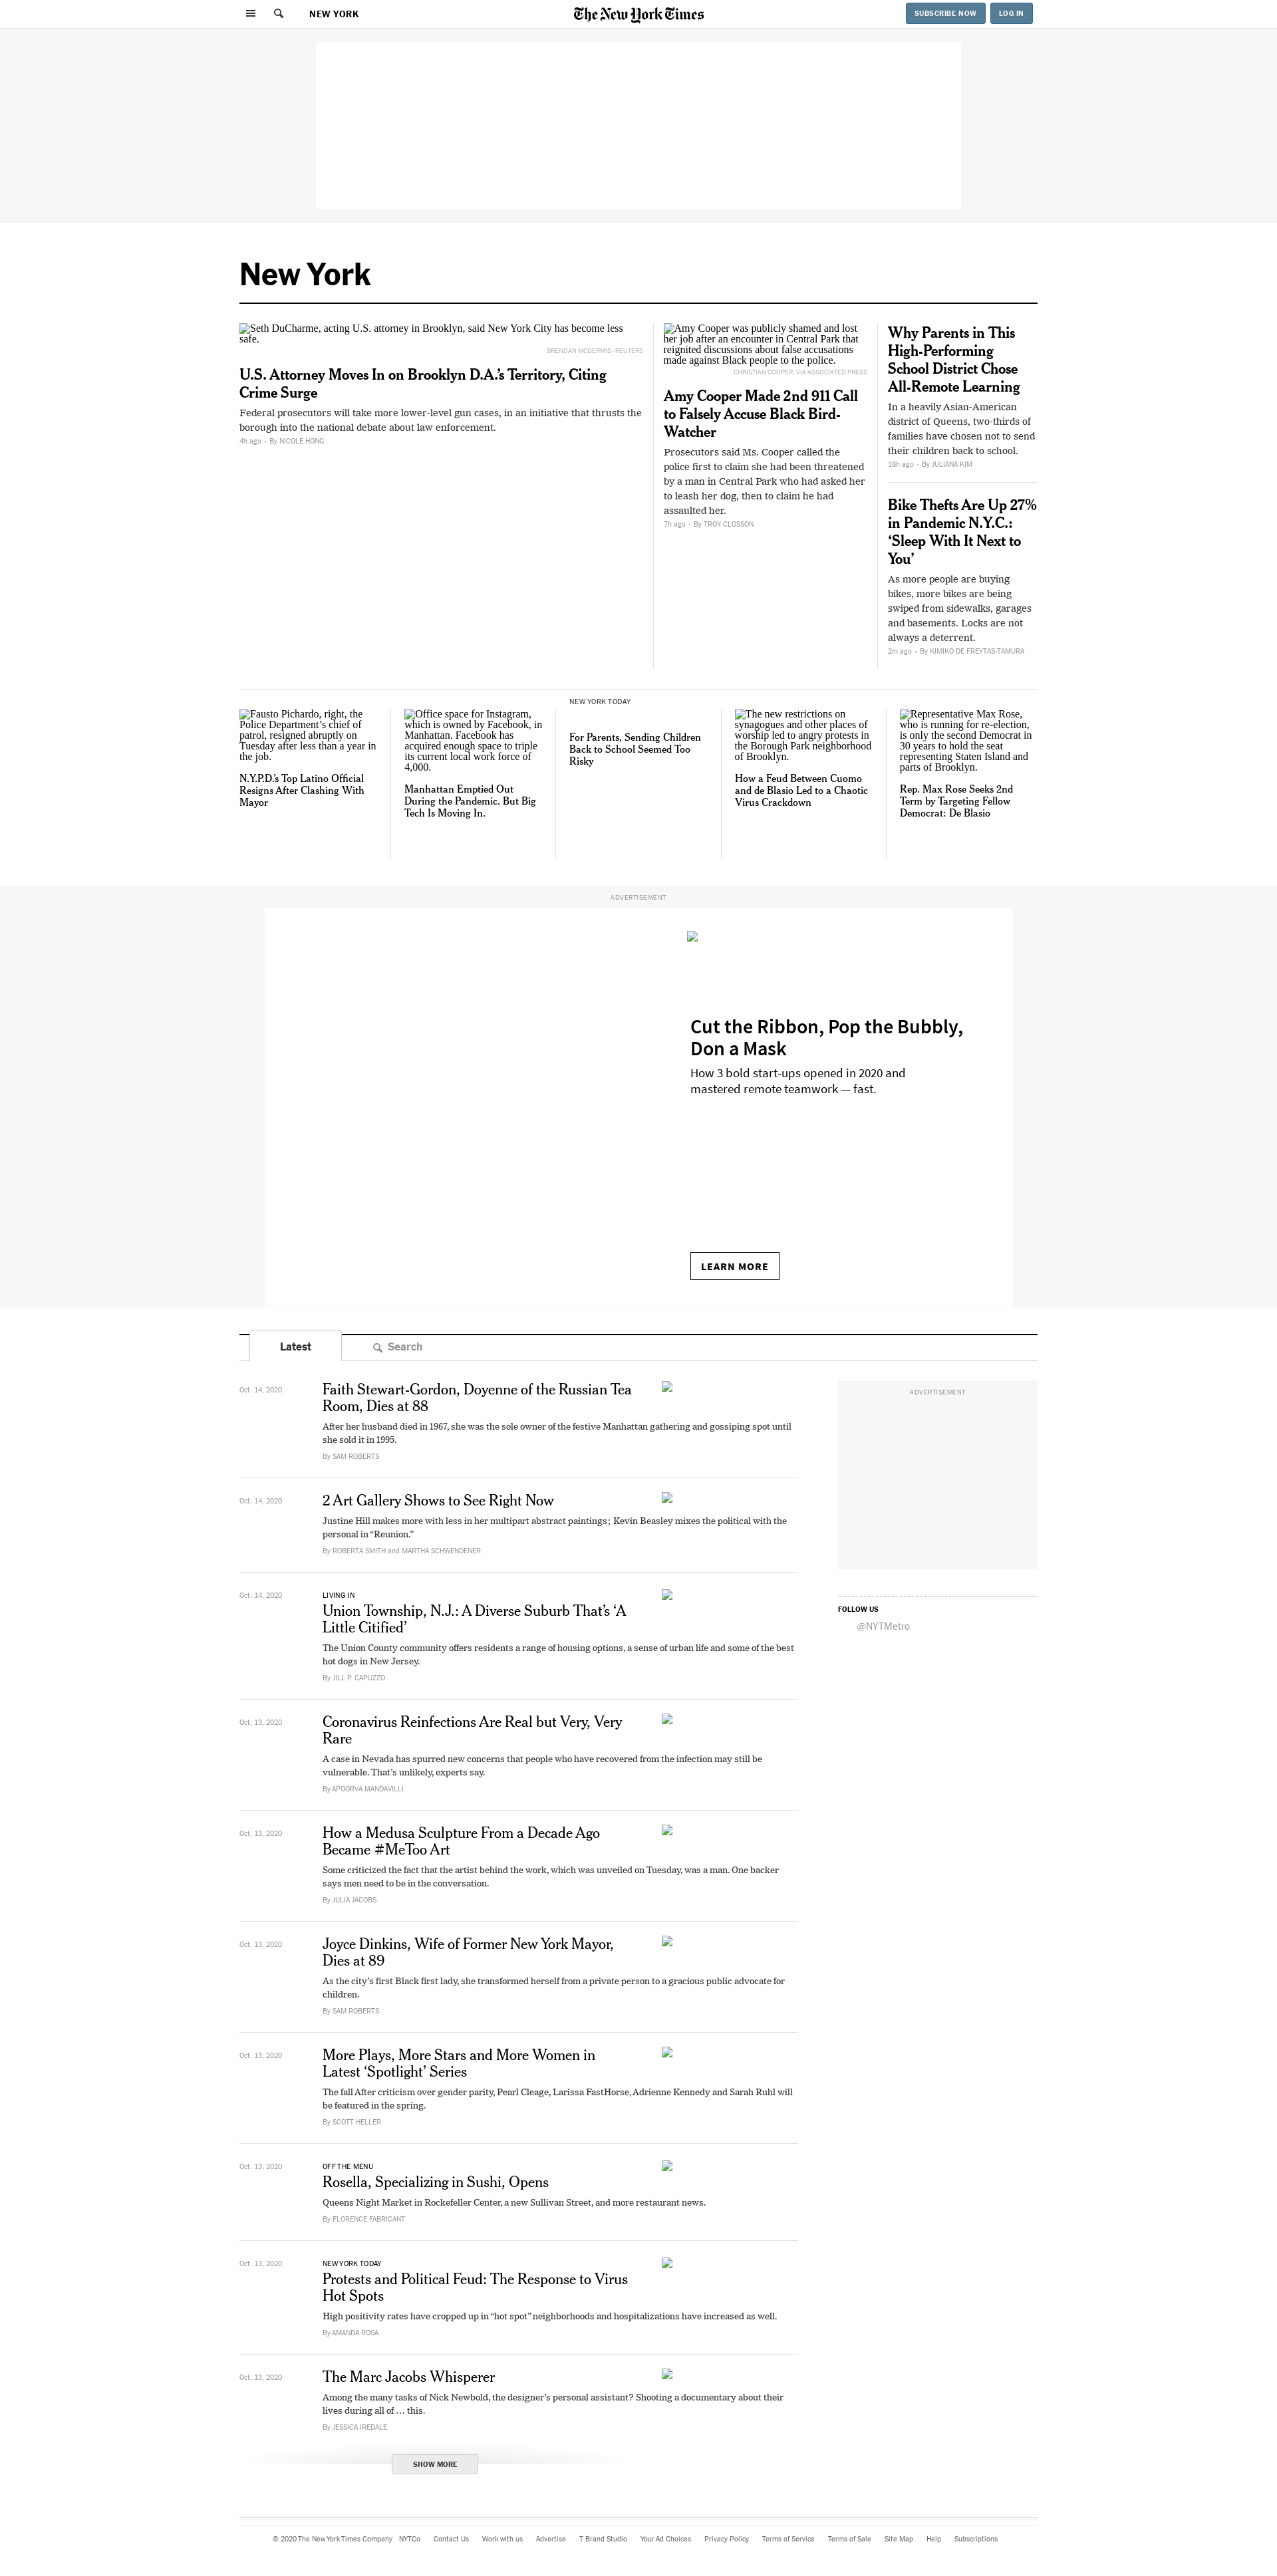 NEW YORK
The New York Times
SUBSCRIBE NOW
LOG IN
New York
Seth DuCharme, acting U.S. attorney in Brooklyn, said New York City has become less
safe.
BRENDAN MCDERMID/REUTERS
U.S. Attorney Moves In on Brooklyn D.A.’s Territory, Citing
Crime Surge
Federal prosecutors will take more lower-level gun cases, in an initiative that thrusts the
borough into the national debate about law enforcement.
4h ago · By NICOLE HONG
Amy Cooper was publicly shamed and lost
her job after an encounter in Central Park that
reignited discussions about false accusations
made against Black people to the police.
CHRISTIAN COOPER, VIA ASSOCIATED PRESS
Amy Cooper Made 2nd 911 Call
to Falsely Accuse Black Bird-
Watcher
Prosecutors said Ms. Cooper called the
police first to claim she had been threatened
by a man in Central Park who had asked her
to leash her dog, then to claim he had
assaulted her.
7h ago · By TROY CLOSSON
Why Parents in This
High-Performing
School District Chose
All-Remote Learning
In a heavily Asian-American
district of Queens, two-thirds of
families have chosen not to send
their children back to school.
18h ago · By JULIANA KIM
Bike Thefts Are Up 27%
in Pandemic N.Y.C.:
‘Sleep With It Next to
You’
As more people are buying
bikes, more bikes are being
swiped from sidewalks, garages
and basements. Locks are not
always a deterrent.
2m ago · By KIMIKO DE FREYTAS-TAMURA
Fausto Pichardo, right, the
Police Department’s chief of
patrol, resigned abruptly on
Tuesday after less than a year in
the job.
N.Y.P.D.’s Top Latino Official
Resigns After Clashing With
Mayor
Office space for Instagram,
which is owned by Facebook, in
Manhattan. Facebook has
acquired enough space to triple
its current local work force of
4,000.
Manhattan Emptied Out
During the Pandemic. But Big
Tech Is Moving In.
NEW YORK TODAY
For Parents, Sending Children
Back to School Seemed Too
Risky
The new restrictions on
synagogues and other places of
worship led to angry protests in
the Borough Park neighborhood
of Brooklyn.
How a Feud Between Cuomo
and de Blasio Led to a Chaotic
Virus Crackdown
Representative Max Rose,
who is running for re-election,
is only the second Democrat in
30 years to hold the seat
representing Staten Island and
parts of Brooklyn.
Rep. Max Rose Seeks 2nd
Term by Targeting Fellow
Democrat: De Blasio
ADVERTISEMENT
Cut the Ribbon, Pop the Bubbly,
Don a Mask
How 3 bold start-ups opened in 2020 and
mastered remote teamwork — fast.
LEARN MORE
Latest
Search
Oct. 14, 2020
Faith Stewart-Gordon, Doyenne of the Russian Tea
Room, Dies at 88
After her husband died in 1967, she was the sole owner of the festive Manhattan gathering and gossiping spot until
she sold it in 1995.
By SAM ROBERTS
ADVERTISEMENT
Oct. 14, 2020
2 Art Gallery Shows to See Right Now
Justine Hill makes more with less in her multipart abstract paintings; Kevin Beasley mixes the political with the
personal in “Reunion.”
By ROBERTA SMITH and MARTHA SCHWENDENER
Oct. 14, 2020
LIVING IN
Union Township, N.J.: A Diverse Suburb That’s ‘A
Little Citified’
The Union County community offers residents a range of housing options, a sense of urban life and some of the best
hot dogs in New Jersey.
By JILL P. CAPUZZO
FOLLOW US
@NYTMetro
Oct. 13, 2020
Coronavirus Reinfections Are Real but Very, Very
Rare
A case in Nevada has spurred new concerns that people who have recovered from the infection may still be
vulnerable. That’s unlikely, experts say.
By APOORVA MANDAVILLI
Oct. 13, 2020
How a Medusa Sculpture From a Decade Ago
Became #MeToo Art
Some criticized the fact that the artist behind the work, which was unveiled on Tuesday, was a man. One backer
says men need to be in the conversation.
By JULIA JACOBS
Oct. 13, 2020
Joyce Dinkins, Wife of Former New York Mayor,
Dies at 89
As the city’s first Black first lady, she transformed herself from a private person to a gracious public advocate for
children.
By SAM ROBERTS
Oct. 13, 2020
More Plays, More Stars and More Women in
Latest ‘Spotlight’ Series
The fall After criticism over gender parity, Pearl Cleage, Larissa FastHorse, Adrienne Kennedy and Sarah Ruhl will
be featured in the spring.
By SCOTT HELLER
Oct. 13, 2020
OFF THE MENU
Rosella, Specializing in Sushi, Opens
Queens Night Market in Rockefeller Center, a new Sullivan Street, and more restaurant news.
By FLORENCE FABRICANT
Oct. 13, 2020
NEW YORK TODAY
Protests and Political Feud: The Response to Virus
Hot Spots
High positivity rates have cropped up in “hot spot” neighborhoods and hospitalizations have increased as well.
By AMANDA ROSA
Oct. 13, 2020
The Marc Jacobs Whisperer
Among the many tasks of Nick Newbold, the designer’s personal assistant? Shooting a documentary about their
lives during all of … this.
By JESSICA IREDALE
SHOW MORE
© 2020 The New York Times Company NYTCo Contact Us Work with us Advertise T Brand Studio Your Ad Choices Privacy Policy Terms of Service Terms of Sale Site Map Help Subscriptions